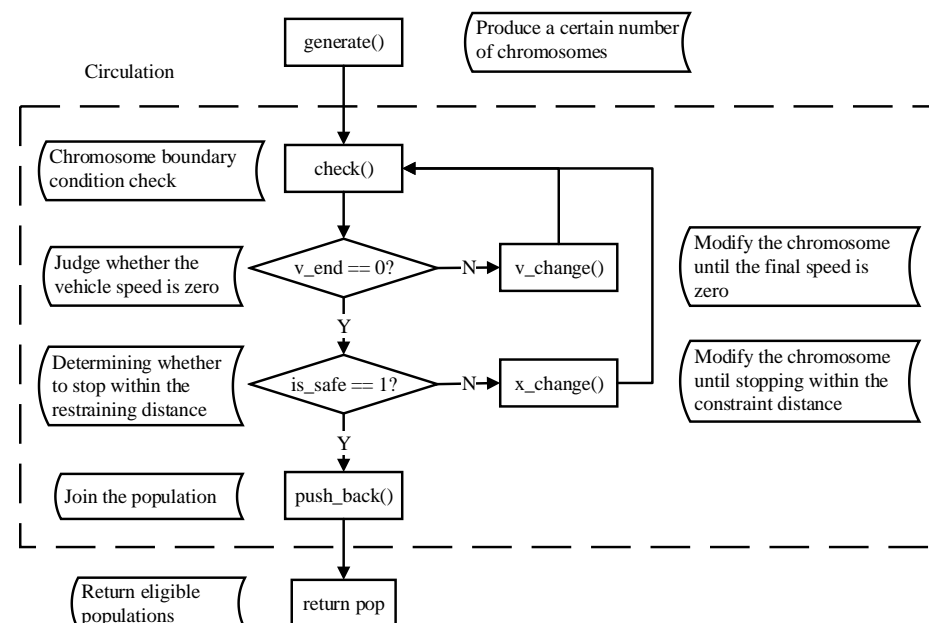 generate()
Produce a certain number
of chromosomes
Circulation
Chromosome boundary
condition check
check()
Judge whether the
vehicle speed is zero
v_end == 0?
N
v_change()
Modify the chromosome
until the final speed is
zero
Y
Determining whether
to stop within the
restraining distance
is_safe == 1?
N
x_change()
Modify the chromosome
until stopping within the
constraint distance
Y
Join the population
push_back()
Return eligible
populations
return pop